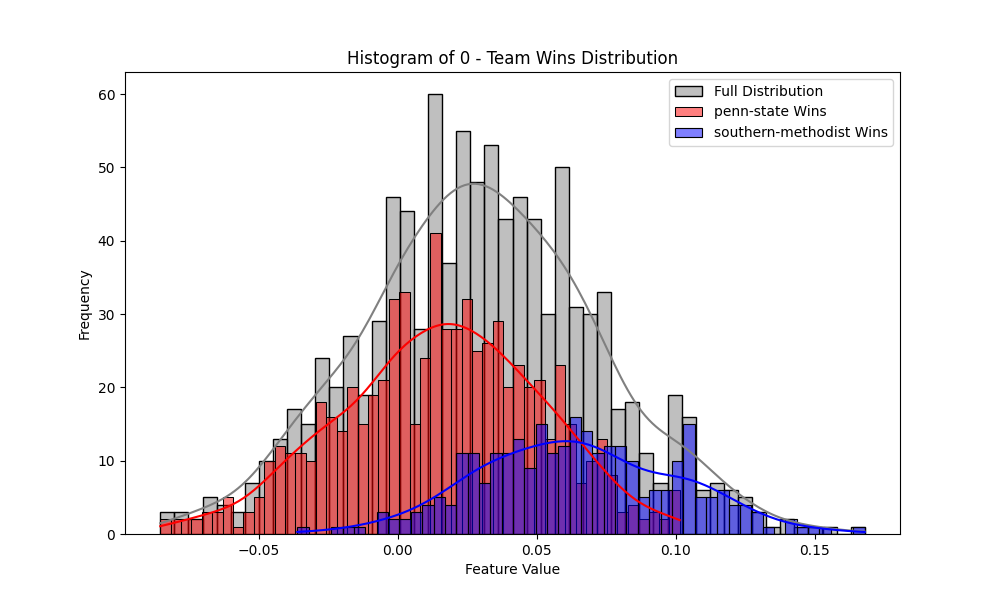 Histogram of 0 - Team Wins Distribution
Full Distribution
penn-state Wins
southern-methodist Wins
Frequency
60
50
40
30
20
10
0
−0.05
0.00
0.05
0.10
0.15
Feature Value